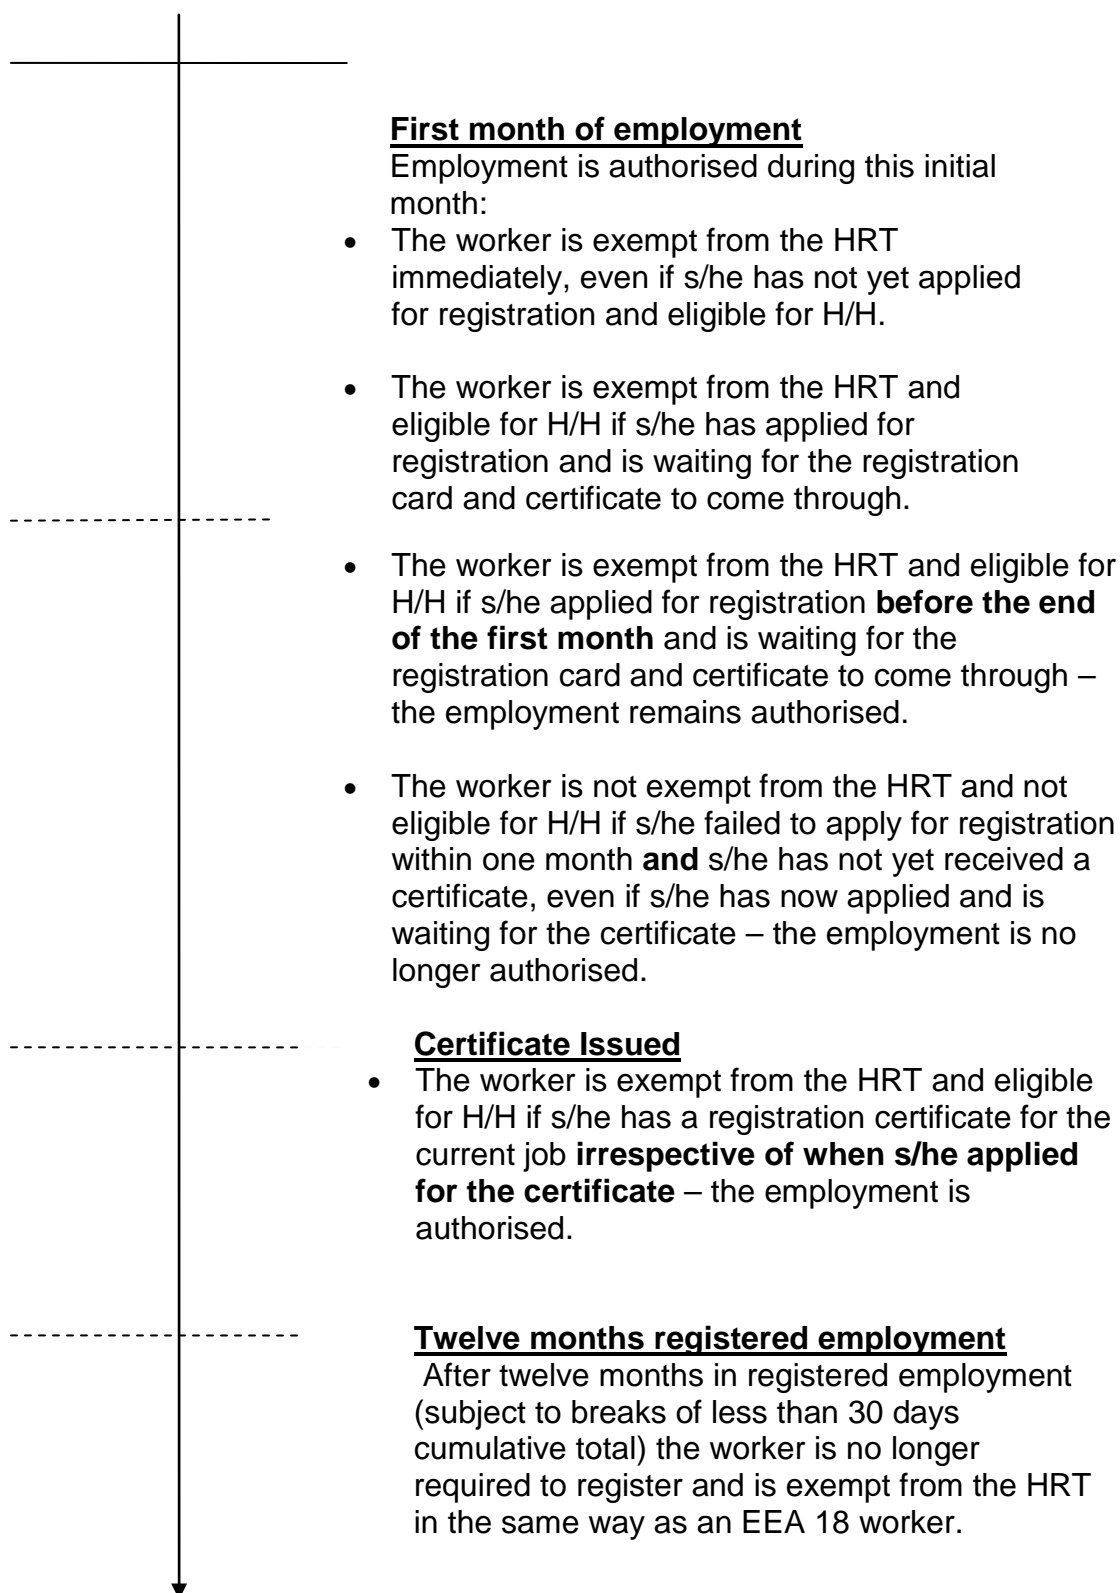 First month of employment
Employment is authorised during this initial
month:
• The worker is exempt from the HRT
immediately, even if s/he has not yet applied
for registration and eligible for H/H.
• The worker is exempt from the HRT and
eligible for H/H if s/he has applied for
registration and is waiting for the registration
card and certificate to come through.
• The worker is exempt from the HRT and eligible for
H/H if s/he applied for registration before the end
of the first month and is waiting for the
registration card and certificate to come through –
the employment remains authorised.
• The worker is not exempt from the HRT and not
eligible for H/H if s/he failed to apply for registration
within one month and s/he has not yet received a
certificate, even if s/he has now applied and is
waiting for the certificate – the employment is no
longer authorised.
Certificate Issued
• The worker is exempt from the HRT and eligible
for H/H if s/he has a registration certificate for the
current job irrespective of when s/he applied
for the certificate – the employment is
authorised.
Twelve months registered employment
After twelve months in registered employment
(subject to breaks of less than 30 days
cumulative total) the worker is no longer
required to register and is exempt from the HRT
in the same way as an EEA 18 worker.